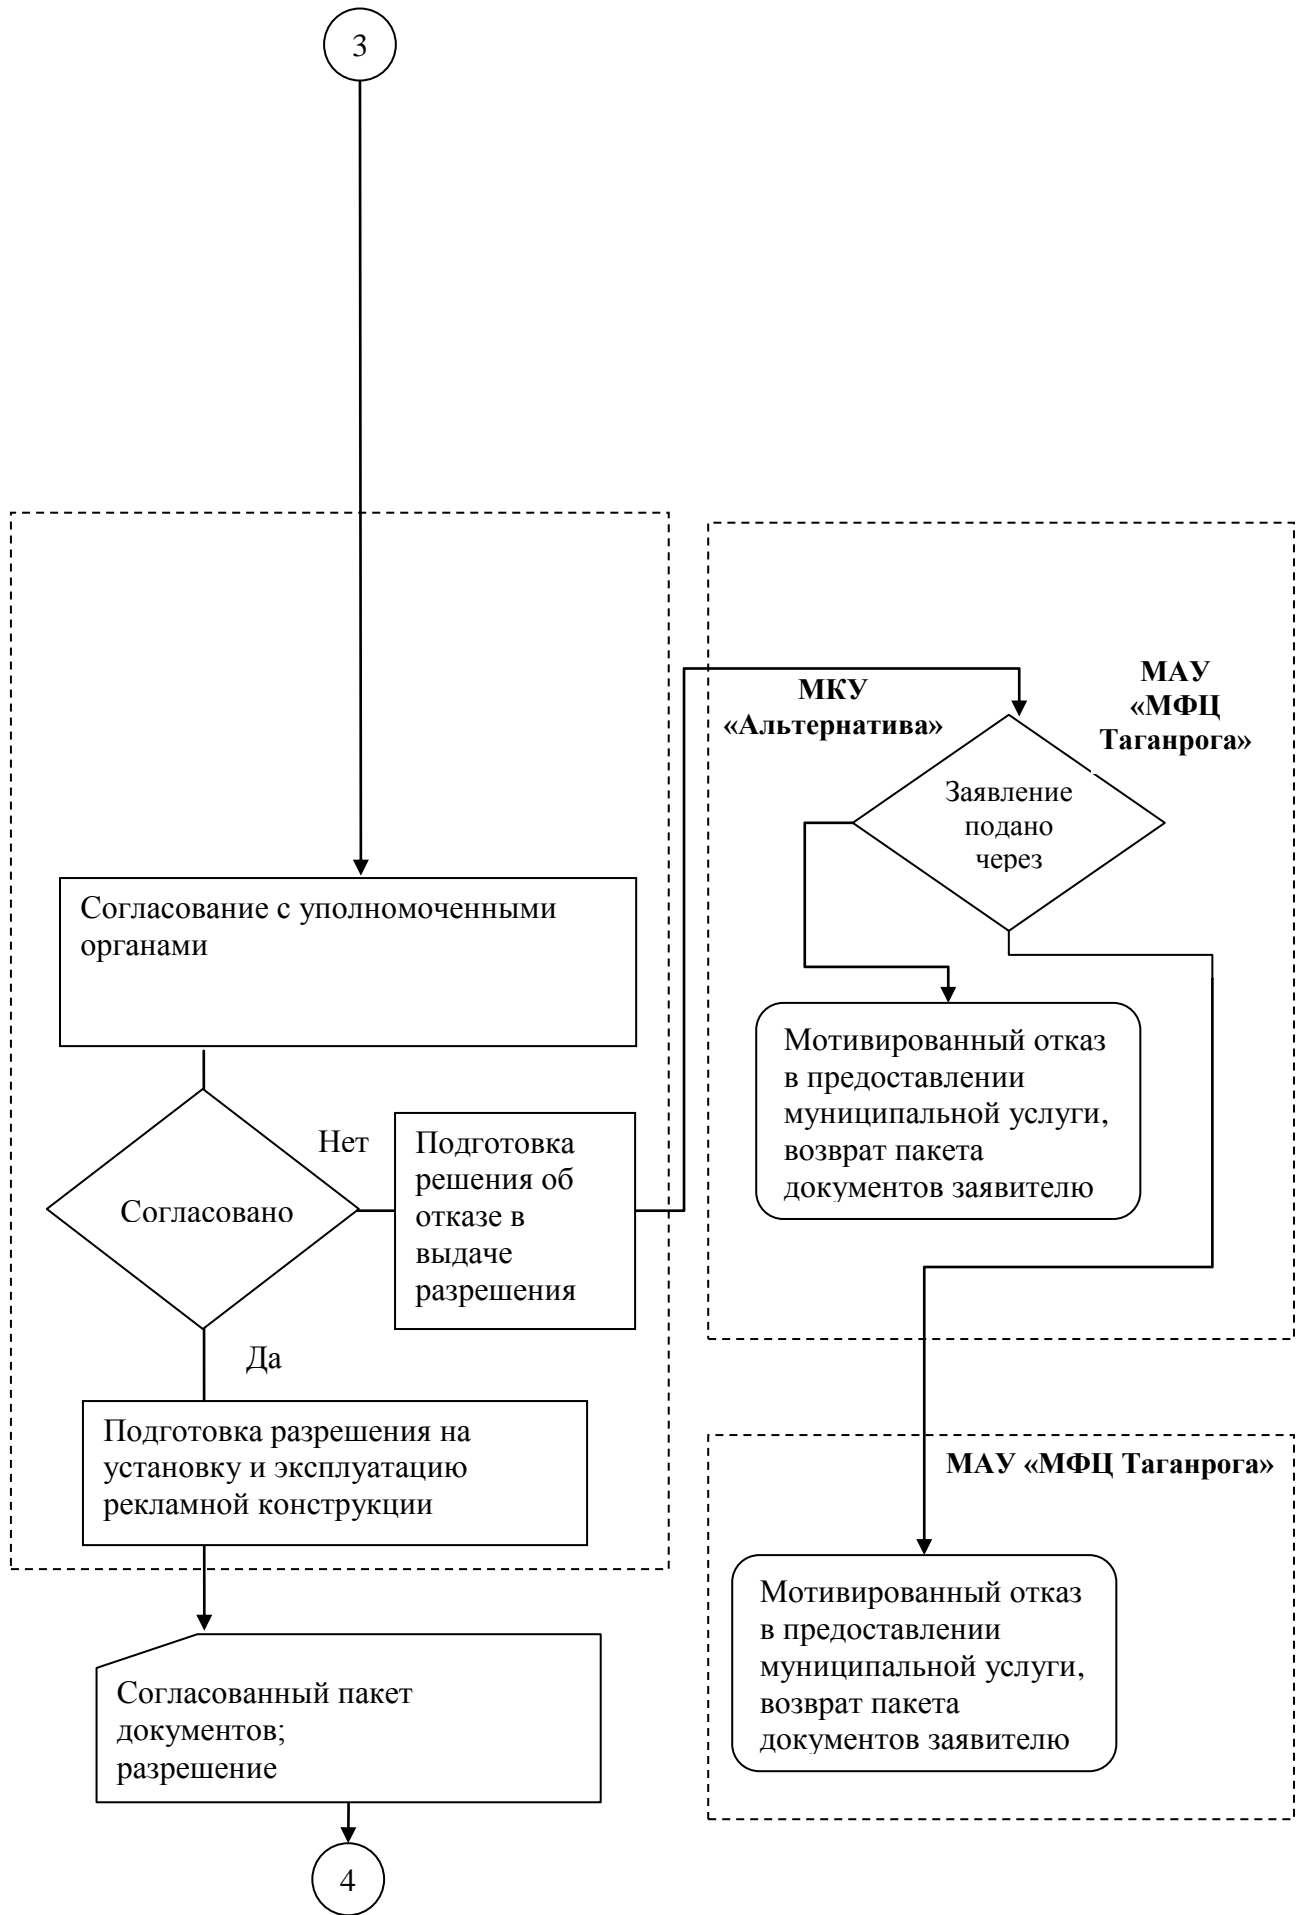 3
МКУ
«Альтернатива»
МАУ
«МФЦ
Таганрога»
Заявление
подано
через
Согласование с уполномоченными
органами
Мотивированный отказ
в предоставлении
муниципальной услуги,
возврат пакета
документов заявителю
Согласовано
Нет
Подготовка
решения об
отказе в
выдаче
разрешения
Да
Подготовка разрешения на
установку и эксплуатацию
рекламной конструкции
МАУ «МФЦ Таганрога»
Мотивированный отказ
в предоставлении
муниципальной услуги,
возврат пакета
документов заявителю
Согласованный пакет
документов;
разрешение
4